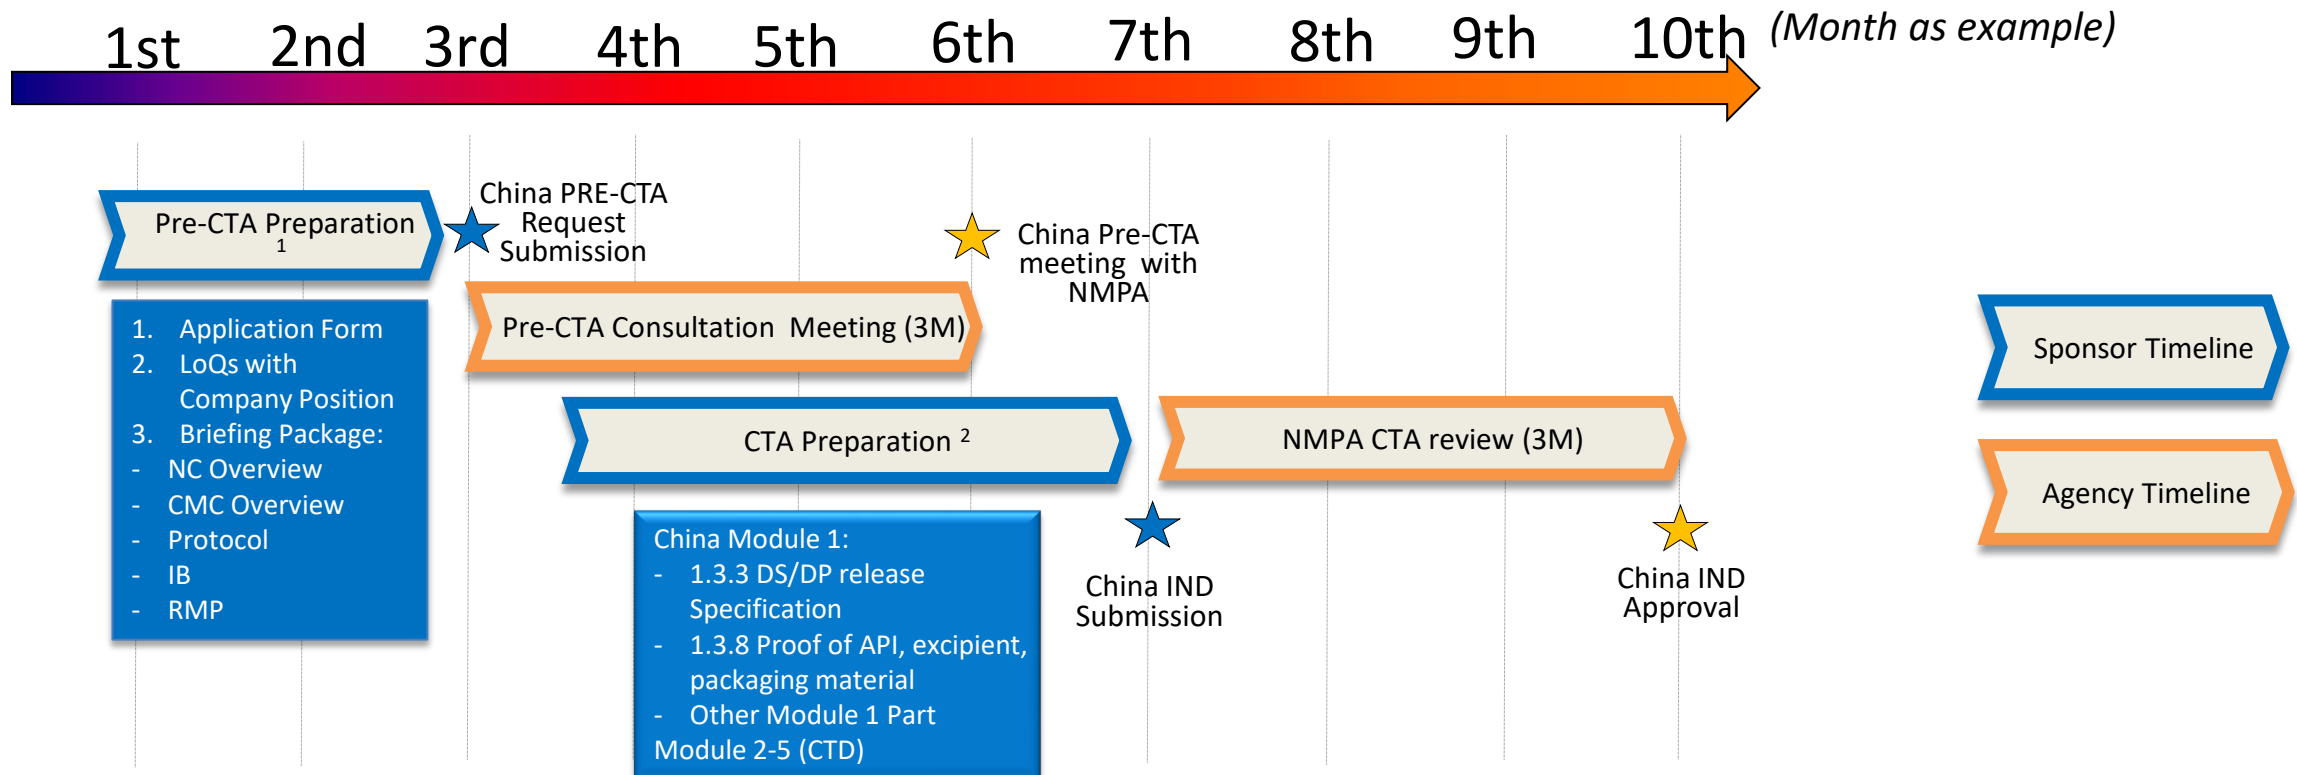 1st 2nd 3rd 4th 5th 6th 7th 8th 9th 10th (Month as example)
Pre-CTA Preparation
1
China PRE-CTA
Request
Submission
China Pre-CTA
meeting with
NMPA
Pre-CTA Consultation Meeting (3M)
1. Application Form
2. LoQs with
Company Position
3. Briefing Package:
- NC Overview
- CMC Overview
- Protocol
- IB
- RMP
CTA Preparation 2
NMPA CTA review (3M)
China Module 1:
- 1.3.3 DS/DP release
Specification
- 1.3.8 Proof of API, excipient,
packaging material
- Other Module 1 Part
Module 2-5 (CTD)
China IND
Submission
China IND
Approval
Sponsor Timeline
Agency Timeline